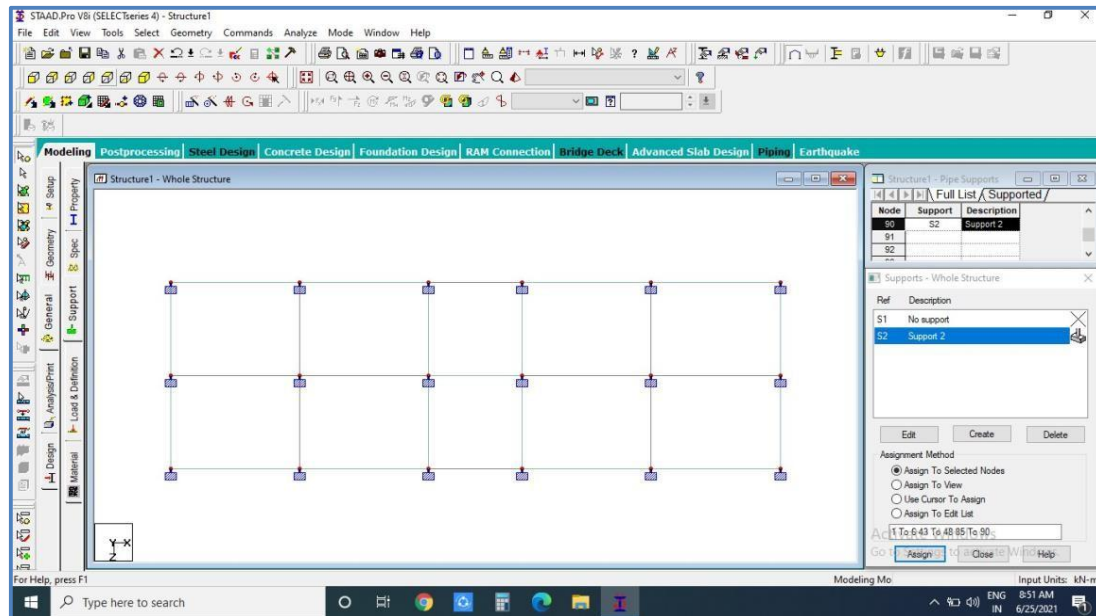 STAAD.Pro V8i (SELECTseries 4) - Structure1
File Edit View Tools Select Geometry Commands Analyze Mode Window Help
Modeling Postprocessing Steel Design Concrete Design Foundation Design RAM Connection Bridge Deck Advanced Slab Design Piping Earthquake
Setup
Geometry
General
Analysis/Print
Design
Property
Spec
Support
Load & Definition
Material
Structure1 - Whole Structure
Y X
Z
Structure1 - Pipe Supports
Full List Supported
Node Support Description
90 S2 Support 2
91
92
Supports - Whole Structure
Ref Description
S1 No support
S2 Support 2
Edit Create Delete
Assignment Method
Assign To Selected Nodes
Assign To View
Use Cursor To Assign
Assign To Edit List
1 To 6 43 To 48 85 To 90
Assign Close Help
For Help, press F1
Modeling Mo
Input Units: kN-m
Type here to search
ENG
IN
8:51 AM
6/25/2021